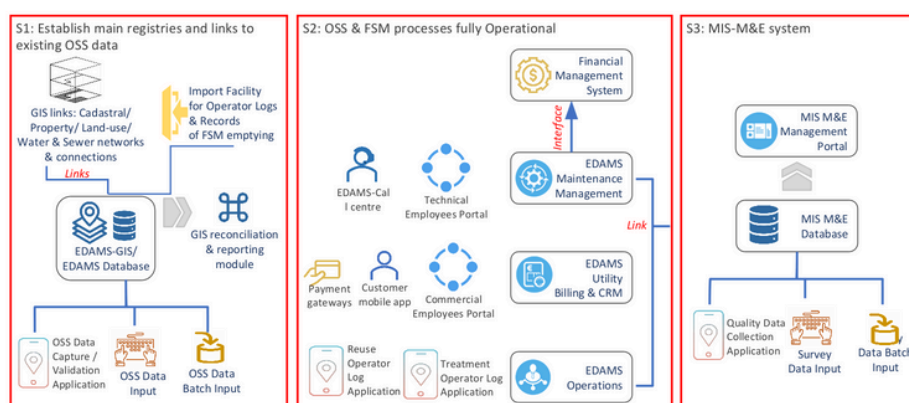 S1: Establish main registries and links to
existing OSS data
GIS links: Cadastral/
Property/ Land-use/
Water & Sewer networks
& connections
Links
Import Facility
for Operator Logs
& Records
of FSM emptying
EDAMS-GIS/
EDAMS Database
GIS reconciliation
& reporting
module
OSS Data
Capture /
Validation
Application
OSS Data
Input
OSS Data
Batch Input
S2: OSS & FSM processes fully Operational
Financial
Management
System
Interface
EDAMS-Cal
l centre
Technical
Employees Portal
EDAMS
Maintenance
Management
Link
Payment
gateways
Customer
mobile app
Commercial
Employees Portal
EDAMS
Utility
Billing & CRM
Reuse
Operator
Log
Application
Treatment
Operator Log
Application
EDAMS
Operations
S3: MIS-M&E system
MIS M&E
Management
Portal
MIS M&E
Database
Quality Data
Collection
Application
Survey
Data Input
Data Batch
Input